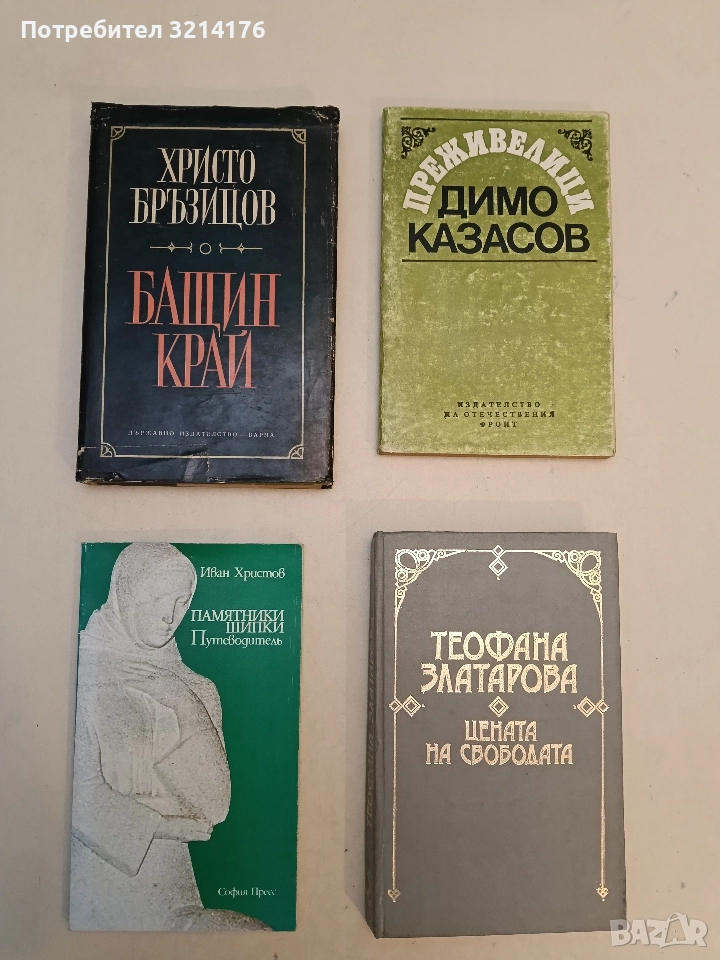 Потребител 3214176
ХРИСТО
БРЪЗИЦОВ
БАЩИН
КРАЙ
ДЪРЖАВНО ИЗДАТЕЛСТВО — ВАРНА
ПРЕЖИВЕЛИЦИ
ДИМО
КАЗАСОВ
ИЗДАТЕЛСТВО
НА ОТЕЧЕСТВЕНИЯ
ФРОНТ
Иван Христов
ПАМЯТНИКИ
ШИПКИ
Путеводитель
София Пресс
ТЕОФАНА
ЗЛАТАРОВА
ЦЕНАТА
НА СВОБОДАТА
BAZAR